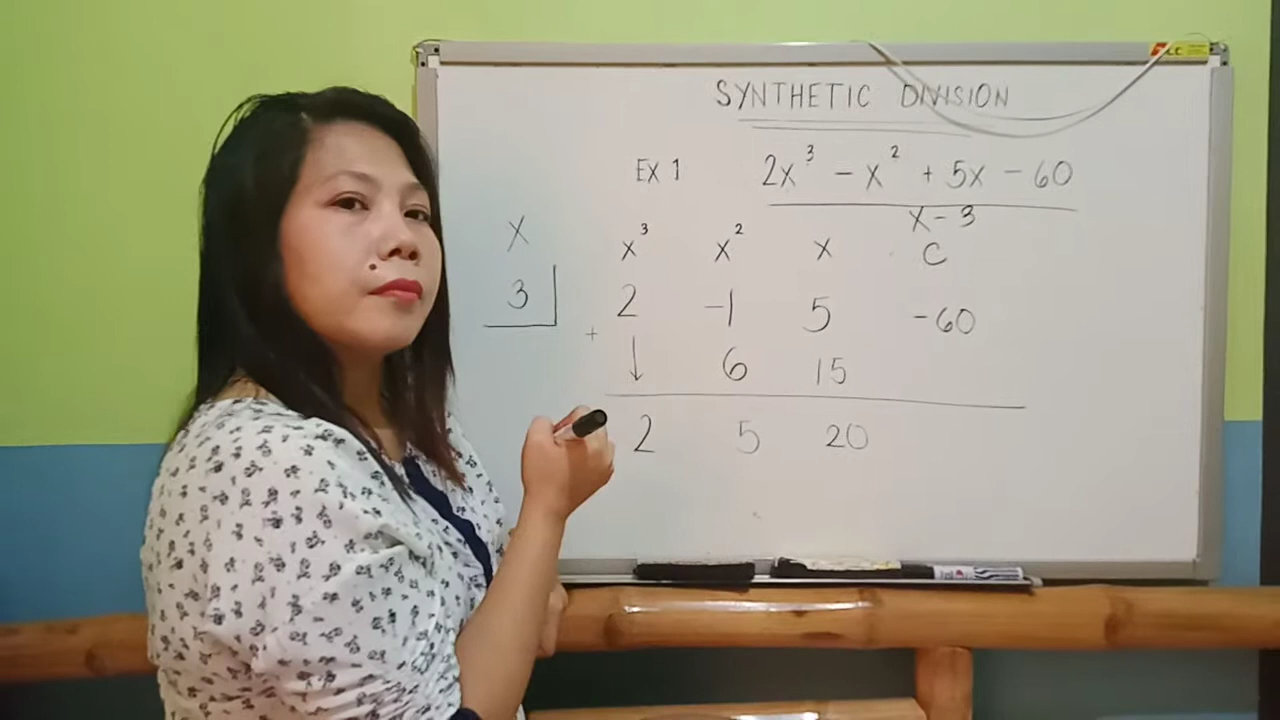 SYNTHETIC DIVISION
EX 1 2x³ - x² + 5x - 60
x - 3
x x³ x² x C
3 2 -1 5 -60
+ ↓ 6 15
2 5 20